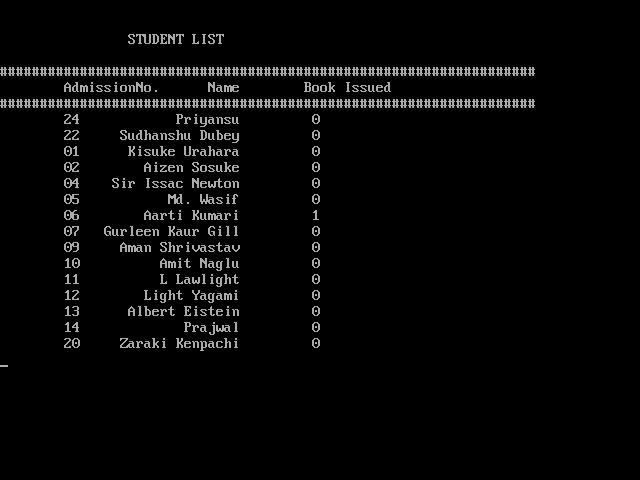 STUDENT LIST
###################################################################
AdmissionNo. Name Book Issued
###################################################################
24 Priyansu 0
22 Sudhanshu Dubey 0
01 Kisuke Urahara 0
02 Aizen Sosuke 0
04 Sir Issac Newton 0
05 Md. Wasif 0
06 Aarti Kumari 1
07 Gurleen Kaur Gill 0
09 Aman Shrivastav 0
10 Amit Naglu 0
11 L Lawlight 0
12 Light Yagami 0
13 Albert Eistein 0
14 Prajwal 0
20 Zaraki Kenpachi 0